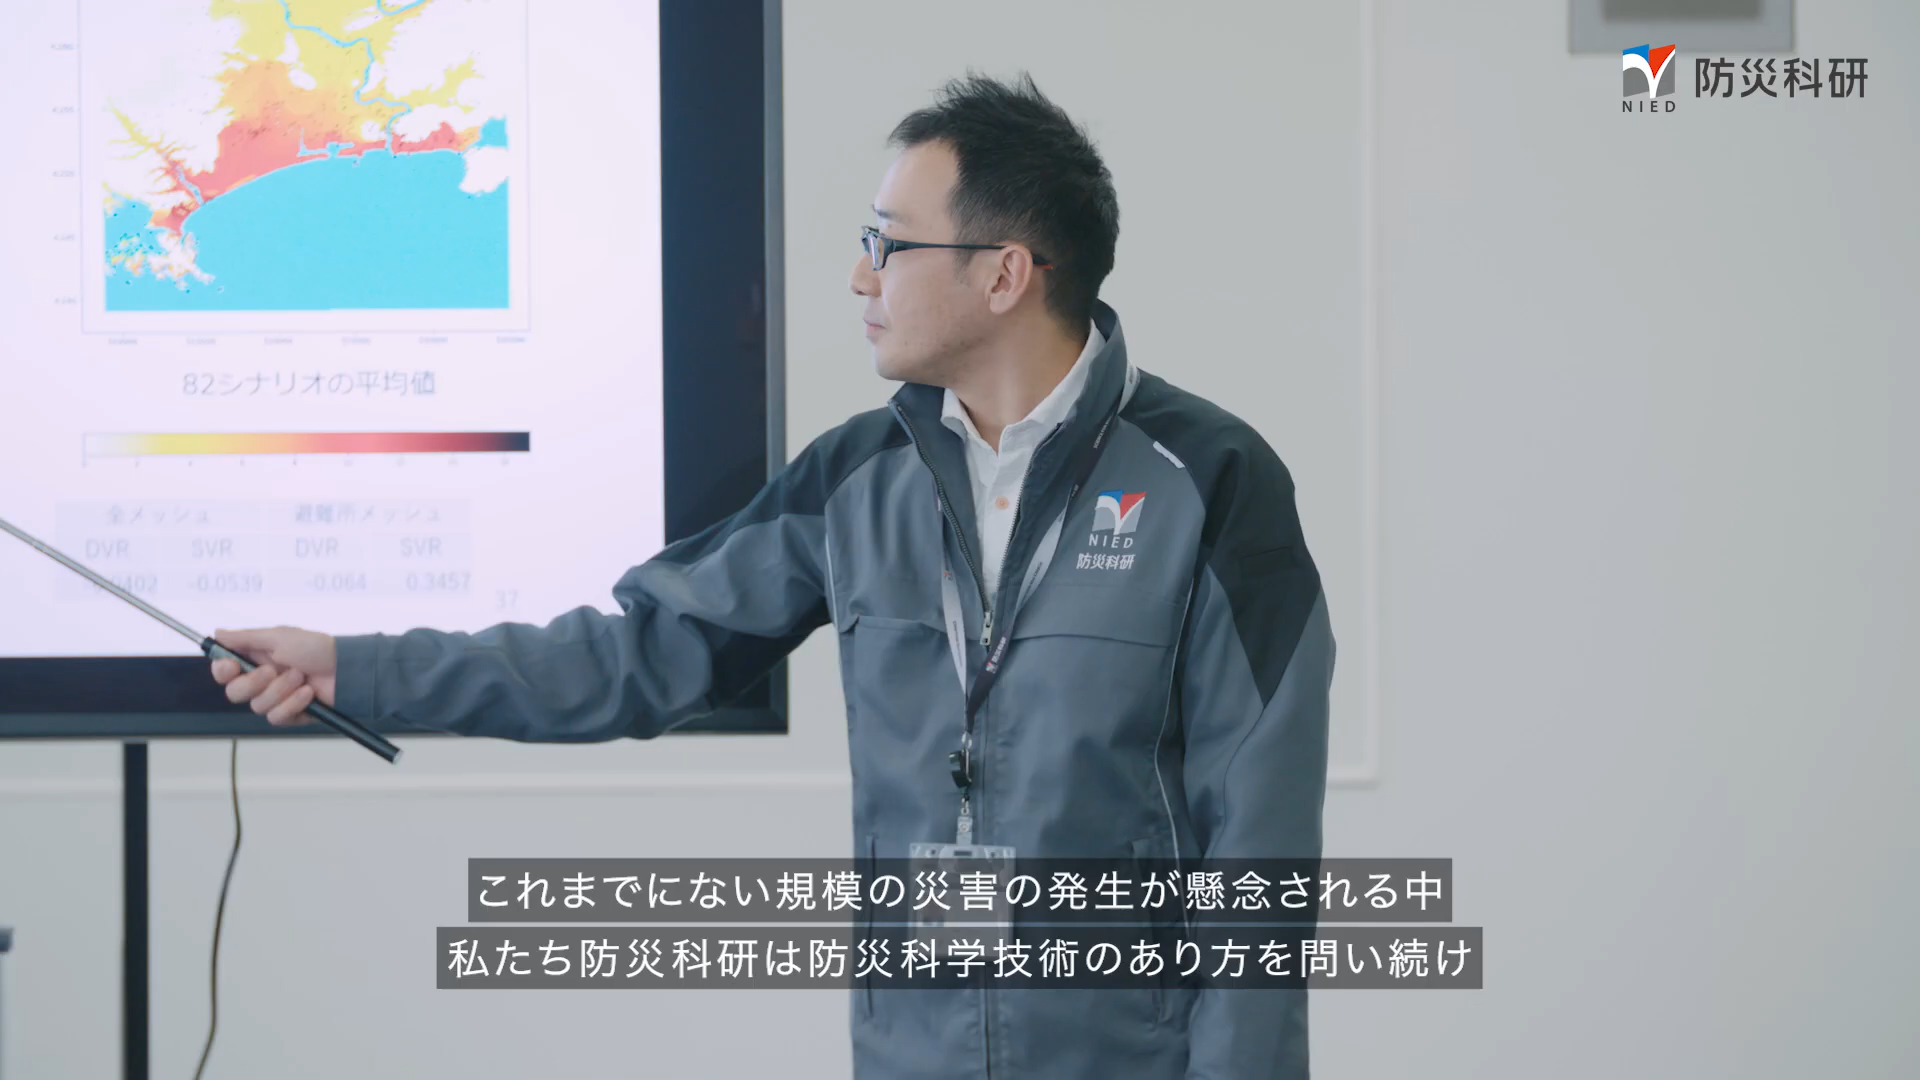 NIED 防災科研
82シナリオの平均値
全メッシュ 避難所メッシュ
DVR SVR DVR SVR
-0.0539 -0.064 0.3457
37
NIED
防災科研
これまでにない規模の災害の発生が懸念される中
私たち防災科研は防災科学技術のあり方を問い続け